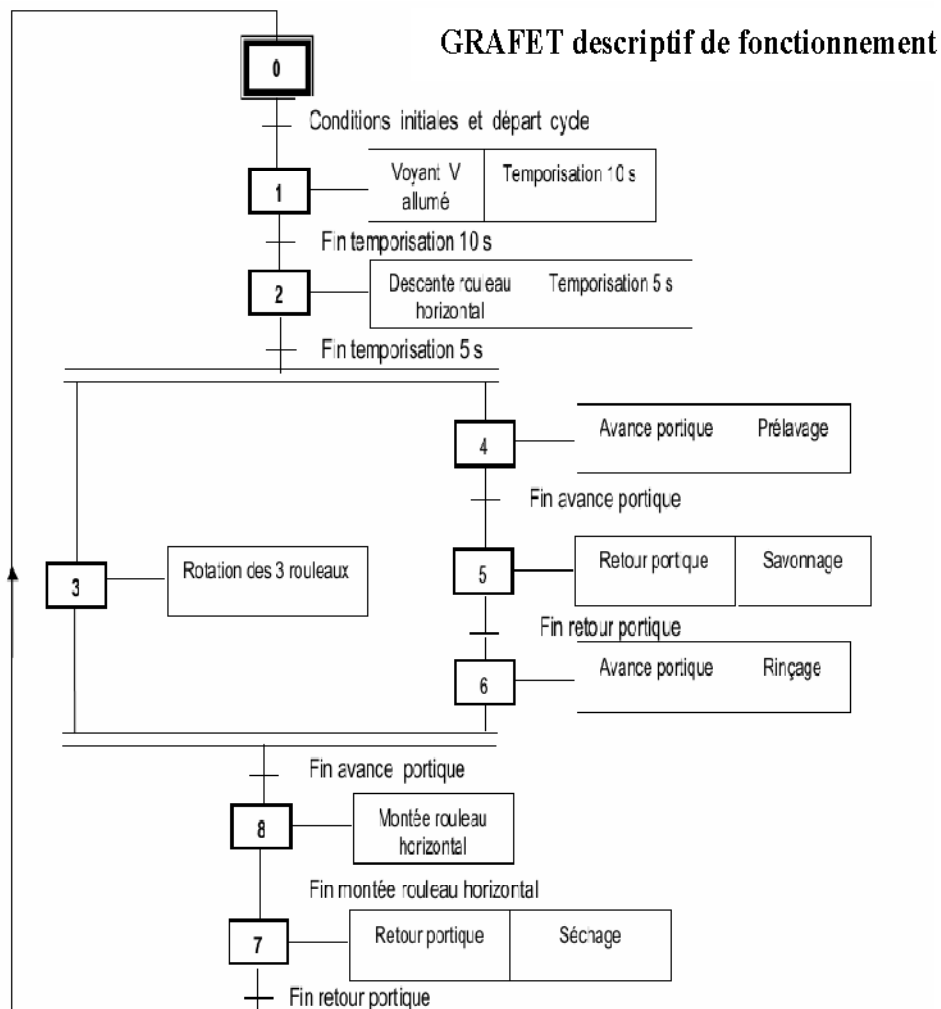 GRAFET descriptif de fonctionnement
0
Conditions initiales et départ cycle
1
Voyant V
allumé
Temporisation 10 s
Fin temporisation 10 s
2
Descente rouleau
horizontal
Temporisation 5 s
Fin temporisation 5 s
4
Avance portique
Prélavage
Fin avance portique
3
Rotation des 3 rouleaux
5
Retour portique
Savonnage
Fin retour portique
6
Avance portique
Rinçage
Fin avance portique
8
Montée rouleau
horizontal
Fin montée rouleau horizontal
7
Retour portique
Séchage
Fin retour portique